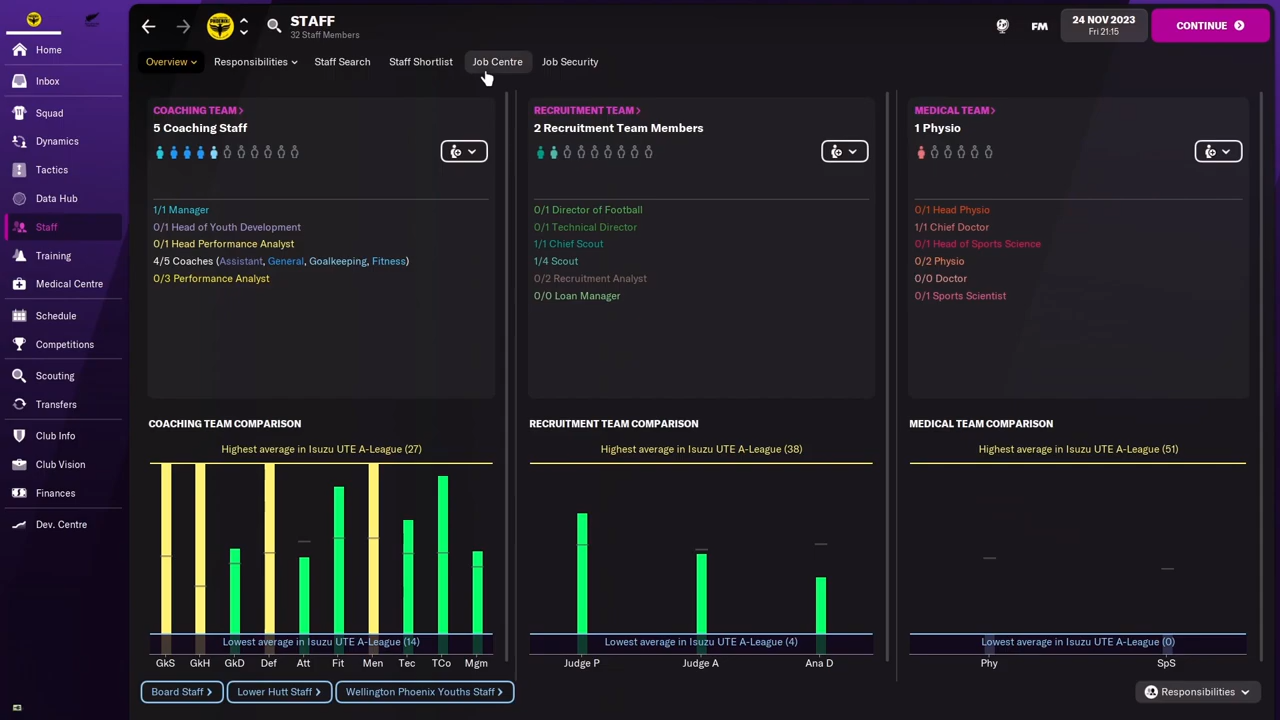 STAFF
32 Staff Members
FM
24 NOV 2023
Fri 21:15
CONTINUE
Home
Inbox
Squad
Dynamics
Tactics
Data Hub
Staff
Training
Medical Centre
Schedule
Competitions
Scouting
Transfers
Club Info
Club Vision
Finances
Dev. Centre
Overview
Responsibilities
Staff Search
Staff Shortlist
Job Centre
Job Security
COACHING TEAM
5 Coaching Staff
1/1 Manager
0/1 Head of Youth Development
0/1 Head Performance Analyst
4/5 Coaches (Assistant, General, Goalkeeping, Fitness)
0/3 Performance Analyst
RECRUITMENT TEAM
2 Recruitment Team Members
0/1 Director of Football
0/1 Technical Director
1/1 Chief Scout
1/4 Scout
0/2 Recruitment Analyst
0/0 Loan Manager
MEDICAL TEAM
1 Physio
0/1 Head Physio
1/1 Chief Doctor
0/1 Head of Sports Science
0/2 Physio
0/0 Doctor
0/1 Sports Scientist
COACHING TEAM COMPARISON
Highest average in Isuzu UTE A-League (27)
Lowest average in Isuzu UTE A-League (14)
GkS GkH GkD Def Att Fit Men Tec TCo Mgm
RECRUITMENT TEAM COMPARISON
Highest average in Isuzu UTE A-League (38)
Lowest average in Isuzu UTE A-League (4)
Judge P Judge A Ana D
MEDICAL TEAM COMPARISON
Highest average in Isuzu UTE A-League (51)
Lowest average in Isuzu UTE A-League (0)
Phy SpS
Board Staff
Lower Hutt Staff
Wellington Phoenix Youths Staff
Responsibilities